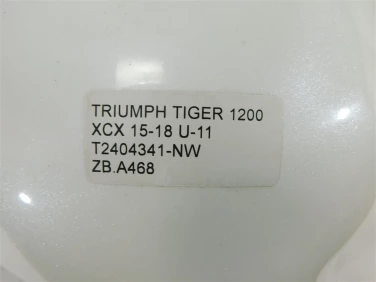 TRIUMPH TIGER 1200
XCX 15-18 U-11
T2404341-NW
ZB.A468